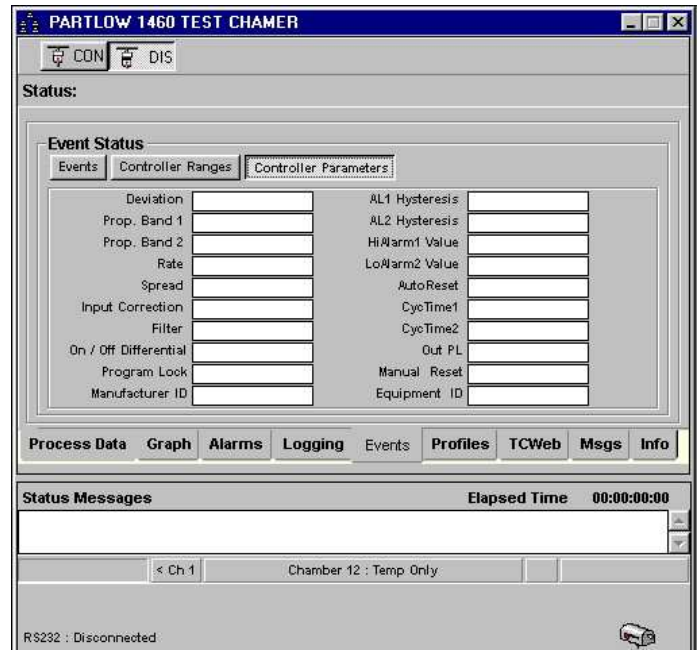 PARTLOW 1460 TEST CHAMER
CON DIS
Status:
Event Status
Events Controller Ranges Controller Parameters
Deviation AL1 Hysteresis
Prop. Band 1 AL2 Hysteresis
Prop. Band 2 HiAlarm1 Value
Rate LoAlarm2 Value
Spread AutoReset
Input Correction CycTime1
Filter CycTime2
On / Off Differential Out PL
Program Lock Manual Reset
Manufacturer ID Equipment ID
Process Data Graph Alarms Logging Events Profiles TCWeb Msgs Info
Status Messages Elapsed Time 00:00:00:00
< Ch 1 Chamber 12 : Temp Only
RS232 : Disconnected